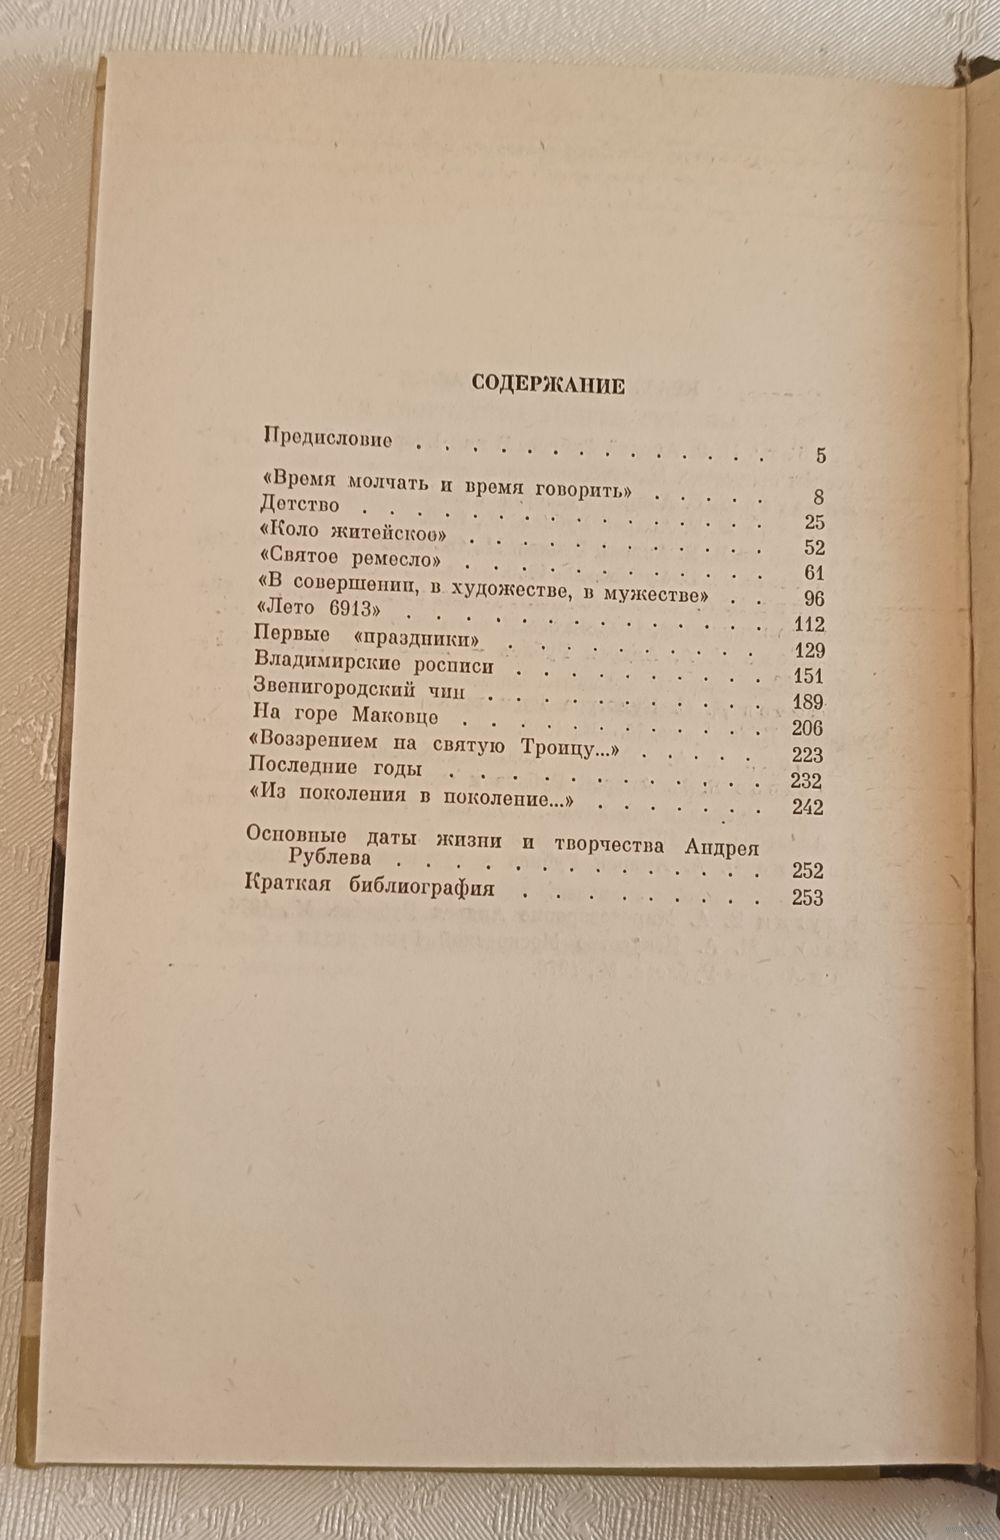 СОДЕРЖАНИЕ
Предисловие . . . . . . . . . . . . . 5
«Время молчать и время говорить» . . . . . 8
Детство . . . . . . . . . . . . . . . 25
«Коло житейское» . . . . . . . . . . . 52
«Святое ремесло» . . . . . . . . . . . 61
«В совершении, в художестве, в мужестве» . . 96
«Лето 6913» . . . . . . . . . . . . . 112
Первые «праздники» . . . . . . . . . 129
Владимирские росписи . . . . . . . . . 151
Звенигородский чин . . . . . . . . . . 189
На горе Маковце . . . . . . . . . . . 206
«Воззрением на святую Троицу...» . . . . . 223
Последние годы . . . . . . . . . . . 232
«Из поколения в поколение...» . . . . . . 242
Основные даты жизни и творчества Андрея
Рублева . . . . . . . . . . . . . 252
Краткая библиография . . . . . . . . . 253